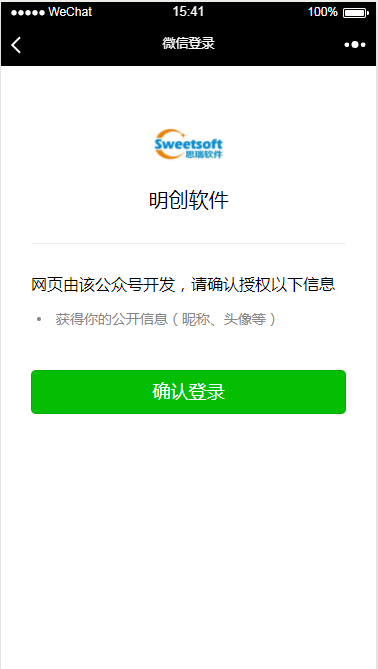 WeChat 15:41 100%
微信登录
Sweetsoft
思瑞软件
明创软件
网页由该公众号开发，请确认授权以下信息
• 获得你的公开信息（昵称、头像等）
确认登录